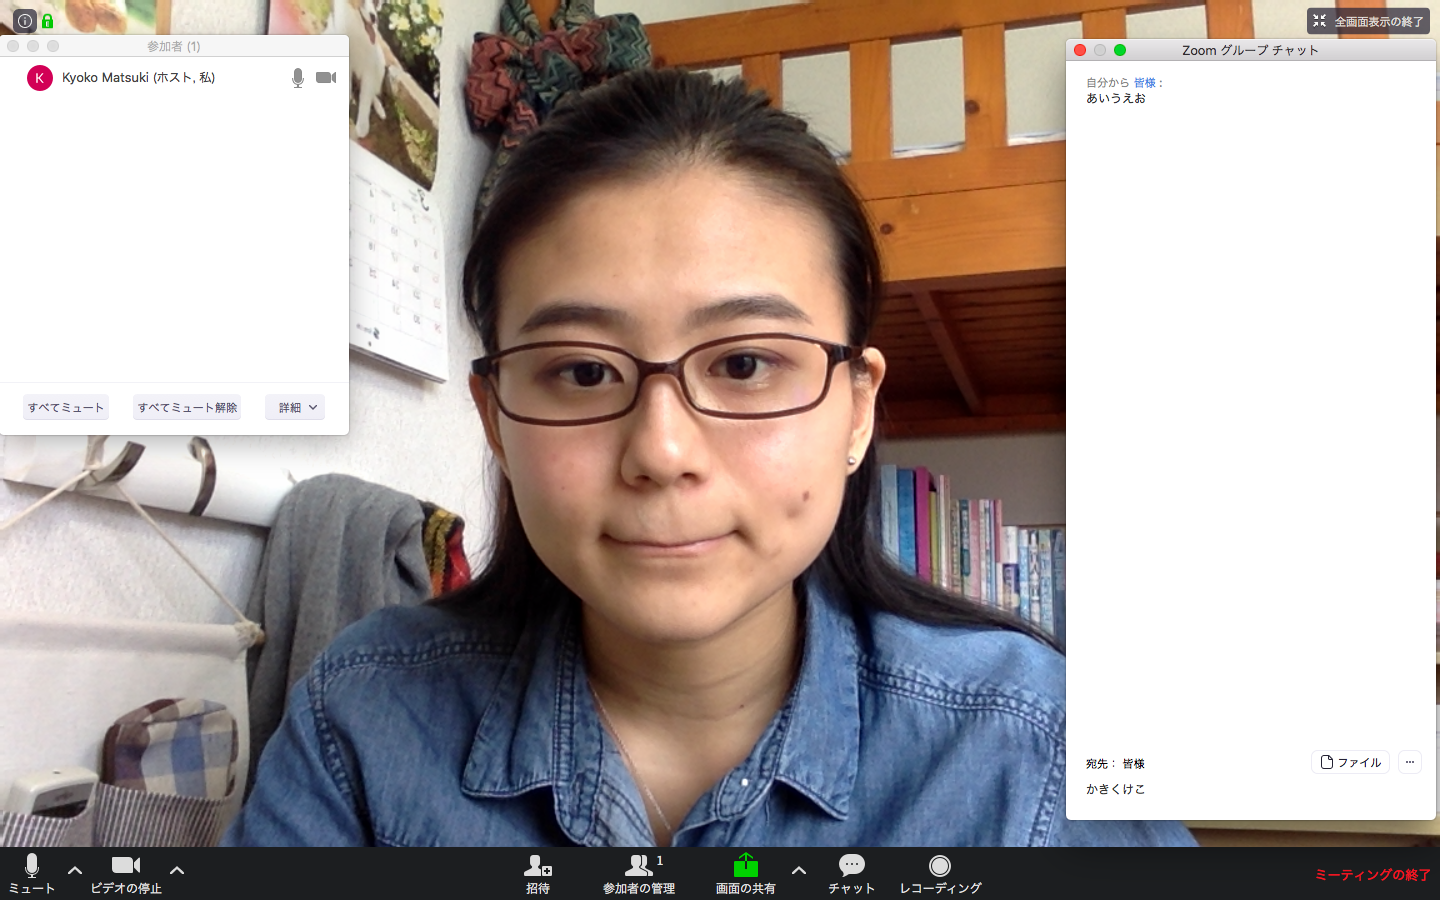 全画面表示の終了
参加者 (1)
K
Kyoko Matsuki (ホスト, 私)
すべてミュート
すべてミュート解除
詳細
Zoom グループ チャット
自分から 皆様 :
あいうえお
宛先： 皆様
ファイル
...
かきくけこ
ミュート
ビデオの停止
招待
1
参加者の管理
画面の共有
チャット
レコーディング
ミーティングの終了